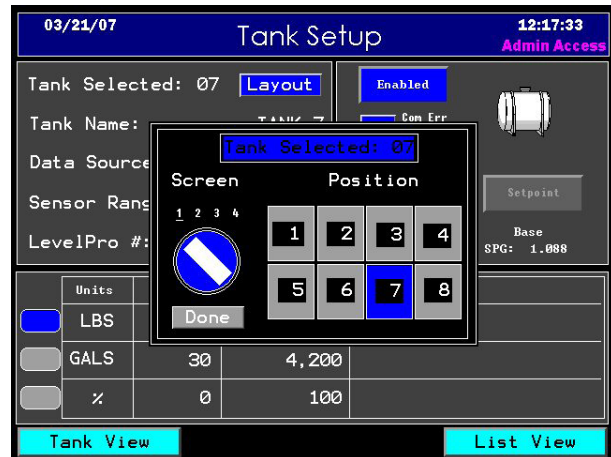 03/21/07
Tank Setup
12:17:33
Admin Access
Tank Selected: 07
Layout
Enabled
Tank Name:
TANK 7
Com Err
Data Source
Sensor Rang
Setpoint
LevelPro #:
Base
SPG: 1.088
Tank Selected: 07
Screen
Position
1 2 3 4
1 2 3 4
5 6 7 8
Done
Units
LBS
GALS 30 4,200
% 0 100
Tank View
List View